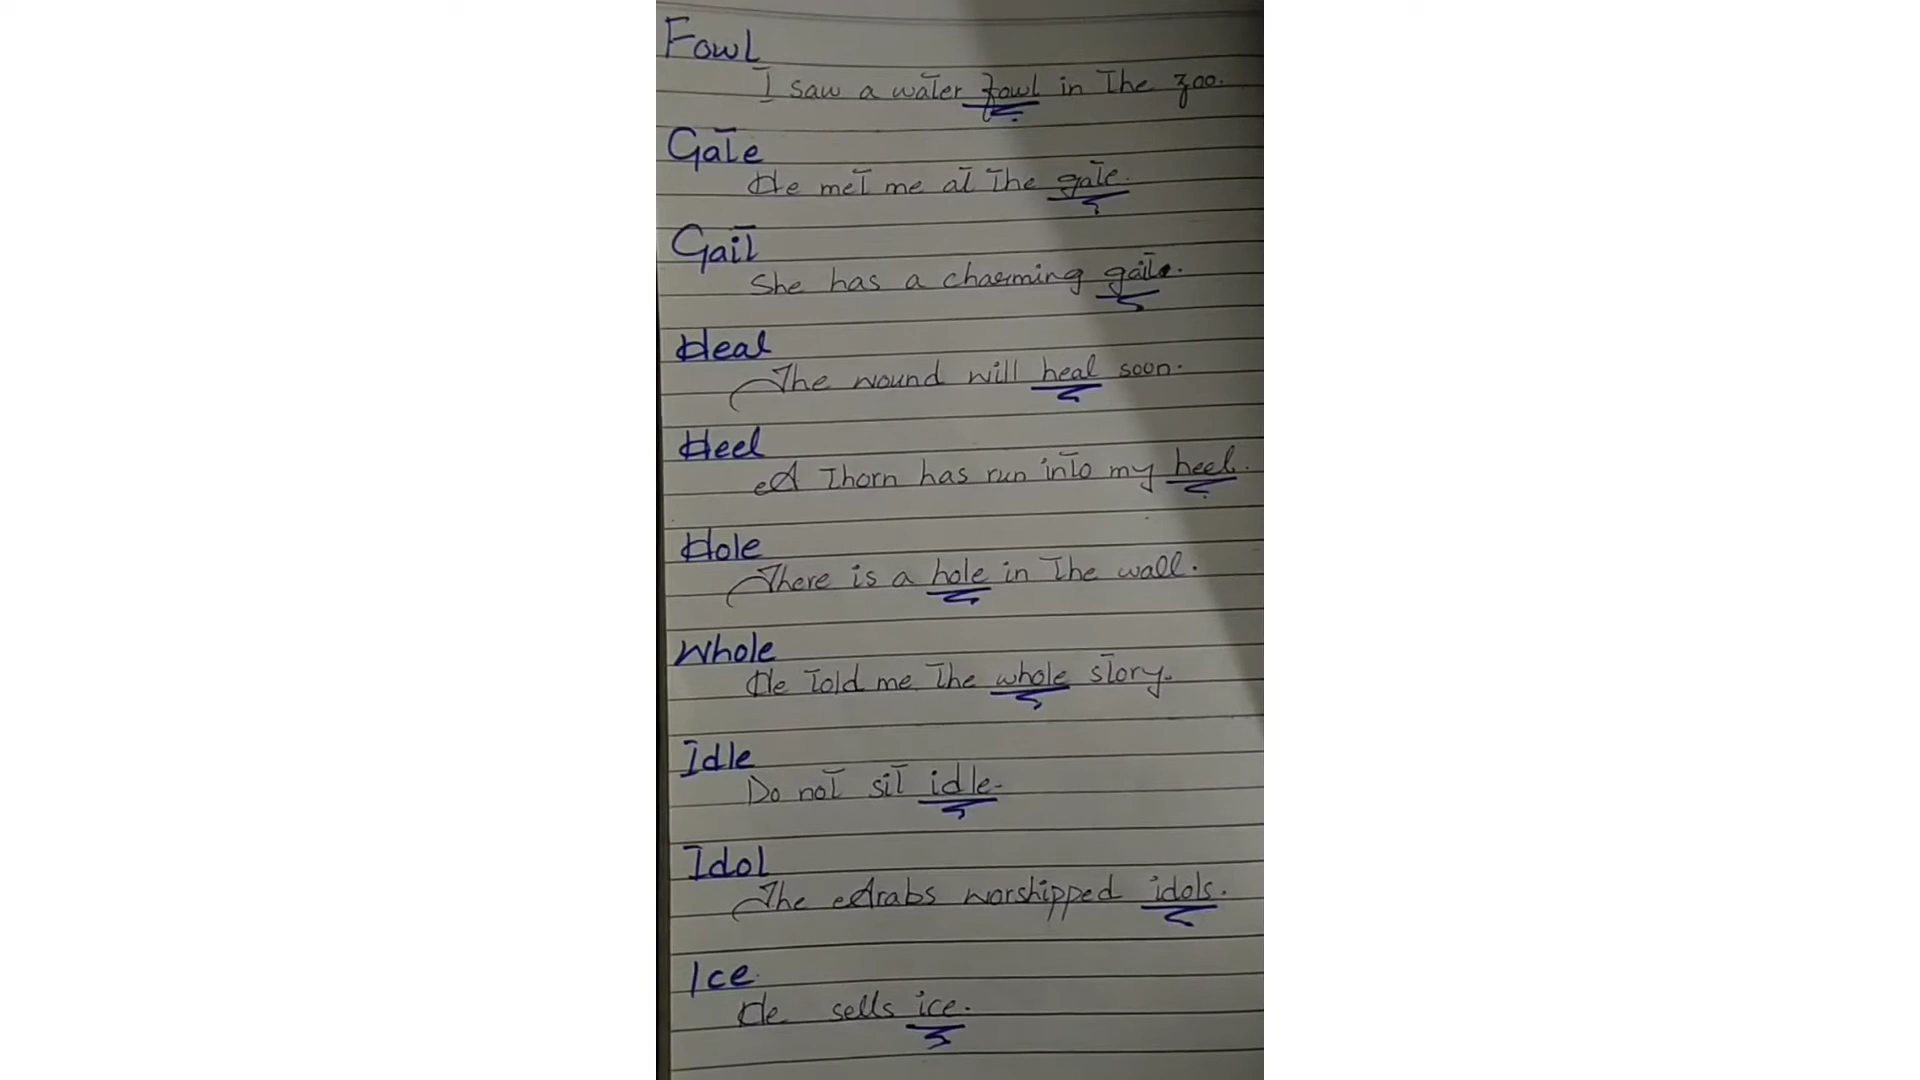 Fowl
I saw a water fowl in the zoo.
Gate
He met me at the gate.
Gait
She has a charming gait.
Heal
The wound will heal soon.
Heel
A thorn has run into my heel.
Hole
There is a hole in the wall.
Whole
He told me the whole story.
Idle
Do not sit idle.
Idol
The Arabs worshipped idols.
Ice
He sells ice.